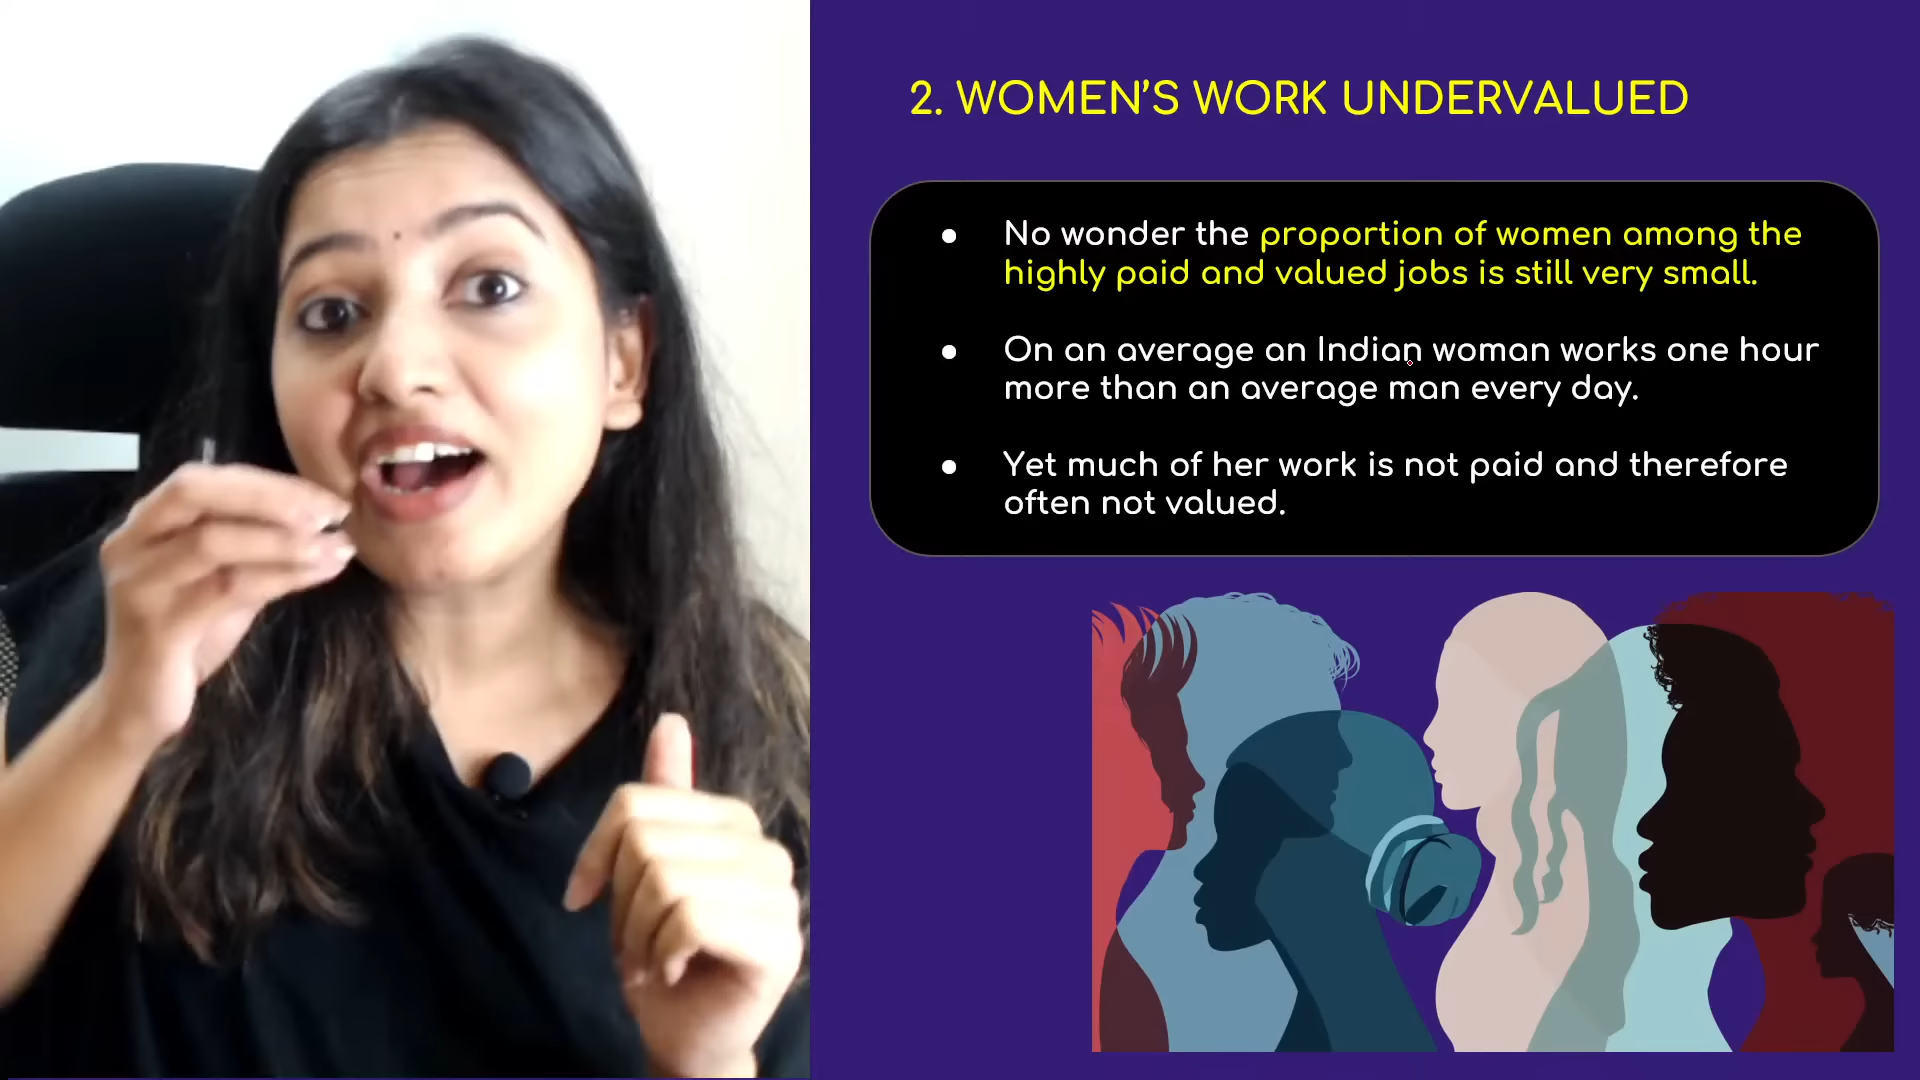 2. WOMEN'S WORK UNDERVALUED
• No wonder the proportion of women among the
highly paid and valued jobs is still very small.
• On an average an Indian woman works one hour
more than an average man every day.
• Yet much of her work is not paid and therefore
often not valued.